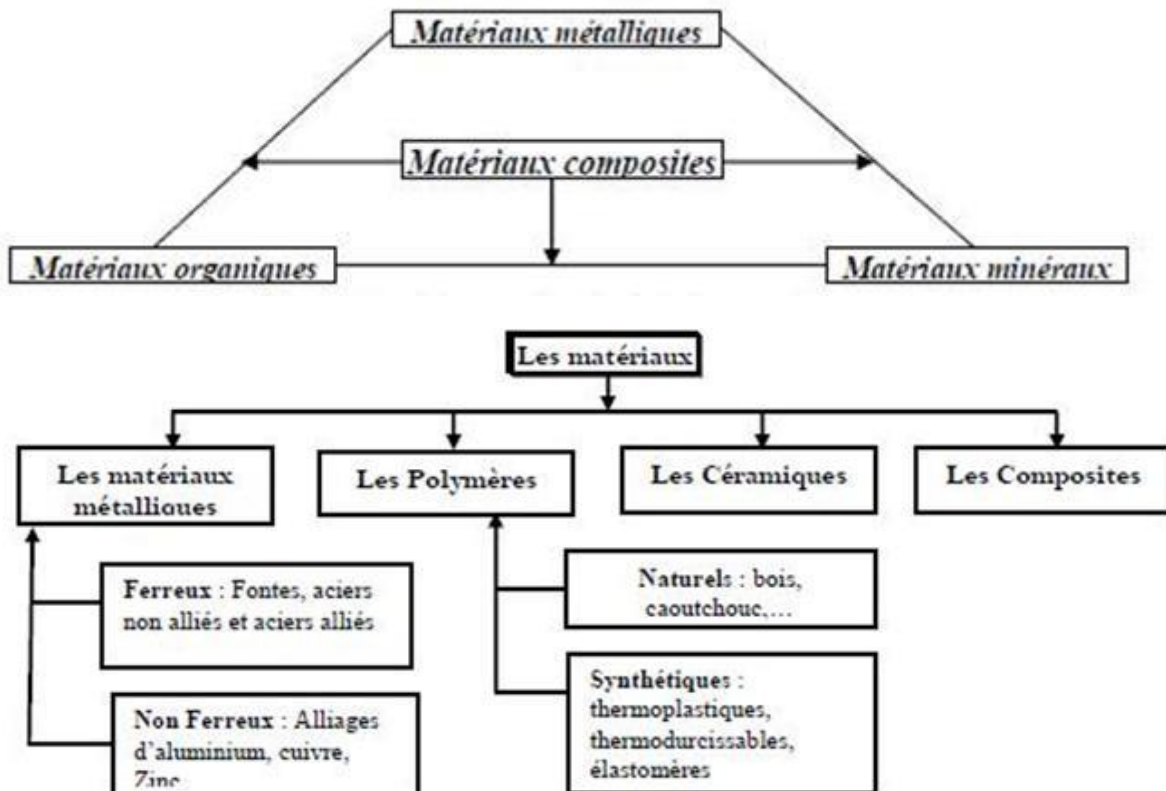 Matériaux métalliques
Matériaux composites
Matériaux organiques
Matériaux minéraux
Les matériaux
Les matériaux
métalliques
Les Polymères
Les Céramiques
Les Composites
Ferreux : Fontes, aciers
non alliés et aciers alliés
Non Ferreux : Alliages
d'aluminium, cuivre,
Zinc
Naturels : bois,
caoutchouc,...
Synthétiques :
thermoplastiques,
thermodurcissables,
élastomères